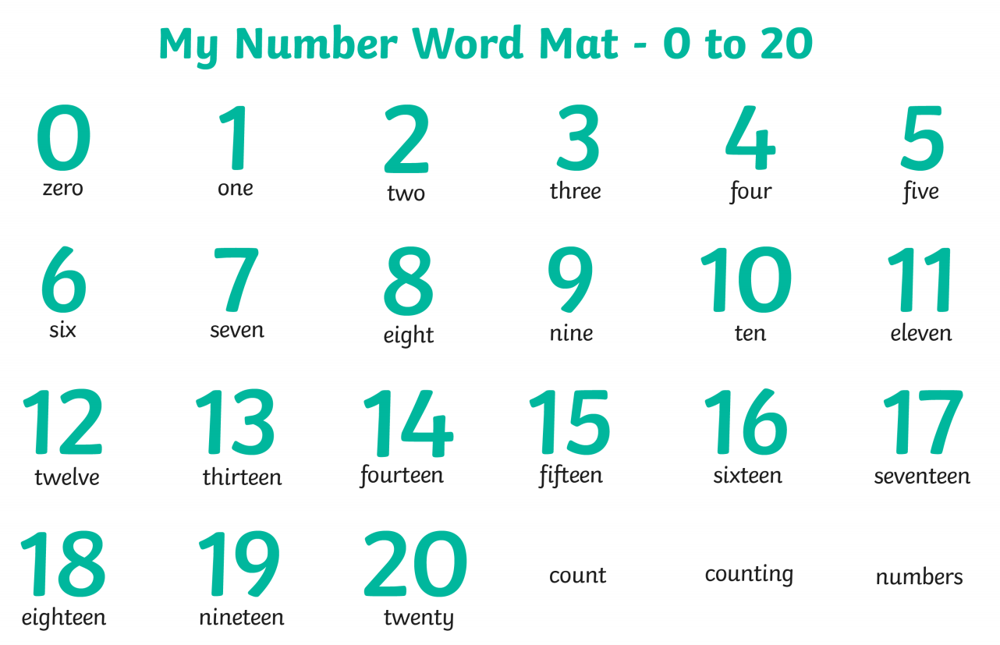 My Number Word Mat - 0 to 20
0 1 2 3 4 5
zero one two three four five
6 7 8 9 10 11
six seven eight nine ten eleven
12 13 14 15 16 17
twelve thirteen fourteen fifteen sixteen seventeen
18 19 20 count counting numbers
eighteen nineteen twenty